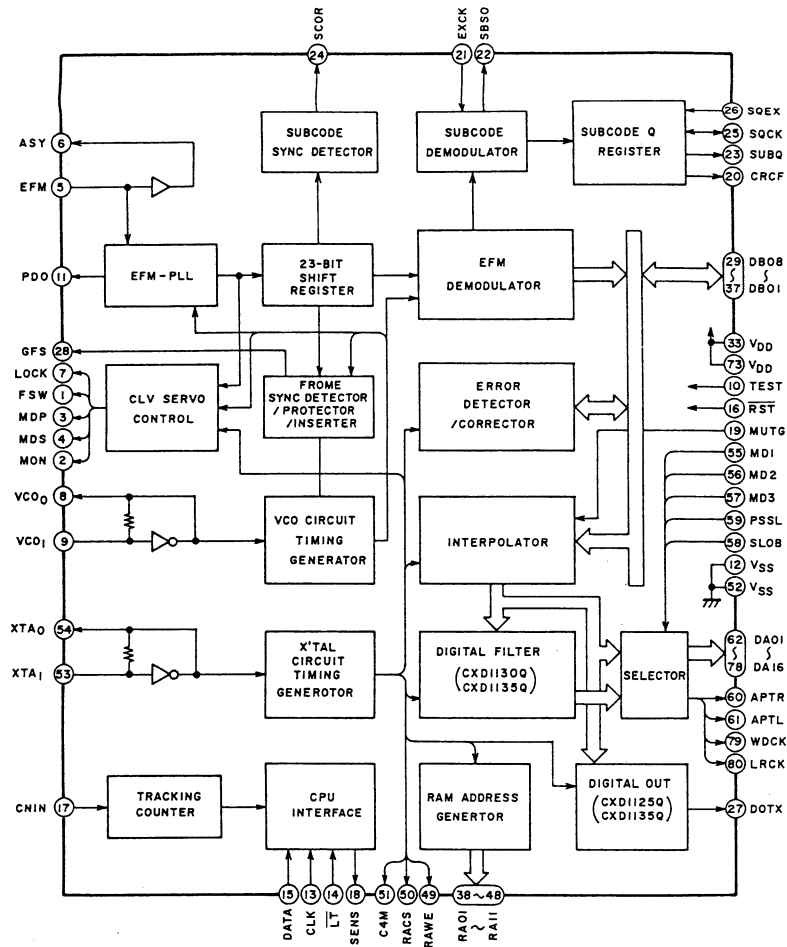 SCOR
EXCK
SBSO
24
21
22
ASY
6
EFM
5
SUBCODE
SYNC DETECTOR
SUBCODE
DEMODULATOR
SUBCODE Q
REGISTER
26 SQEX
25 SQCK
23 SUBQ
20 CRCF
PDO
11
EFM-PLL
23-BIT
SHIFT
REGISTER
EFM
DEMODULATOR
29 DB08
37 DB01
GFS
28
LOCK
7
FSW
1
MDP
3
MDS
4
MON
2
CLV SERVO
CONTROL
FROME
SYNC DETECTOR
/PROTECTOR
/INSERTER
ERROR
DETECTOR
/CORRECTOR
33 VDD
73 VDD
10 TEST
16 RST
19 MUTG
55 MD1
56 MD2
57 MD3
59 PSSL
58 SLOB
12 VSS
52 VSS
VCOO
8
VCOI
9
VCO CIRCUIT
TIMING
GENERATOR
INTERPOLATOR
XTAO
54
XTAI
53
X'TAL
CIRCUIT
TIMING
GENEROTOR
DIGITAL FILTER
(CXD1130Q
CXD1135Q)
SELECTOR
62 DA01
78 DA16
60 APTR
61 APTL
79 WDCK
80 LRCK
CNIN
17
TRACKING
COUNTER
CPU
INTERFACE
RAM ADDRESS
GENERTOR
DIGITAL OUT
(CXD1125Q
CXD1135Q)
27 DOTX
15
13
14
18
51
50
49
38~48
DATA
CLK
LT
SENS
C4M
RACS
RAWE
RA01
~
RA11